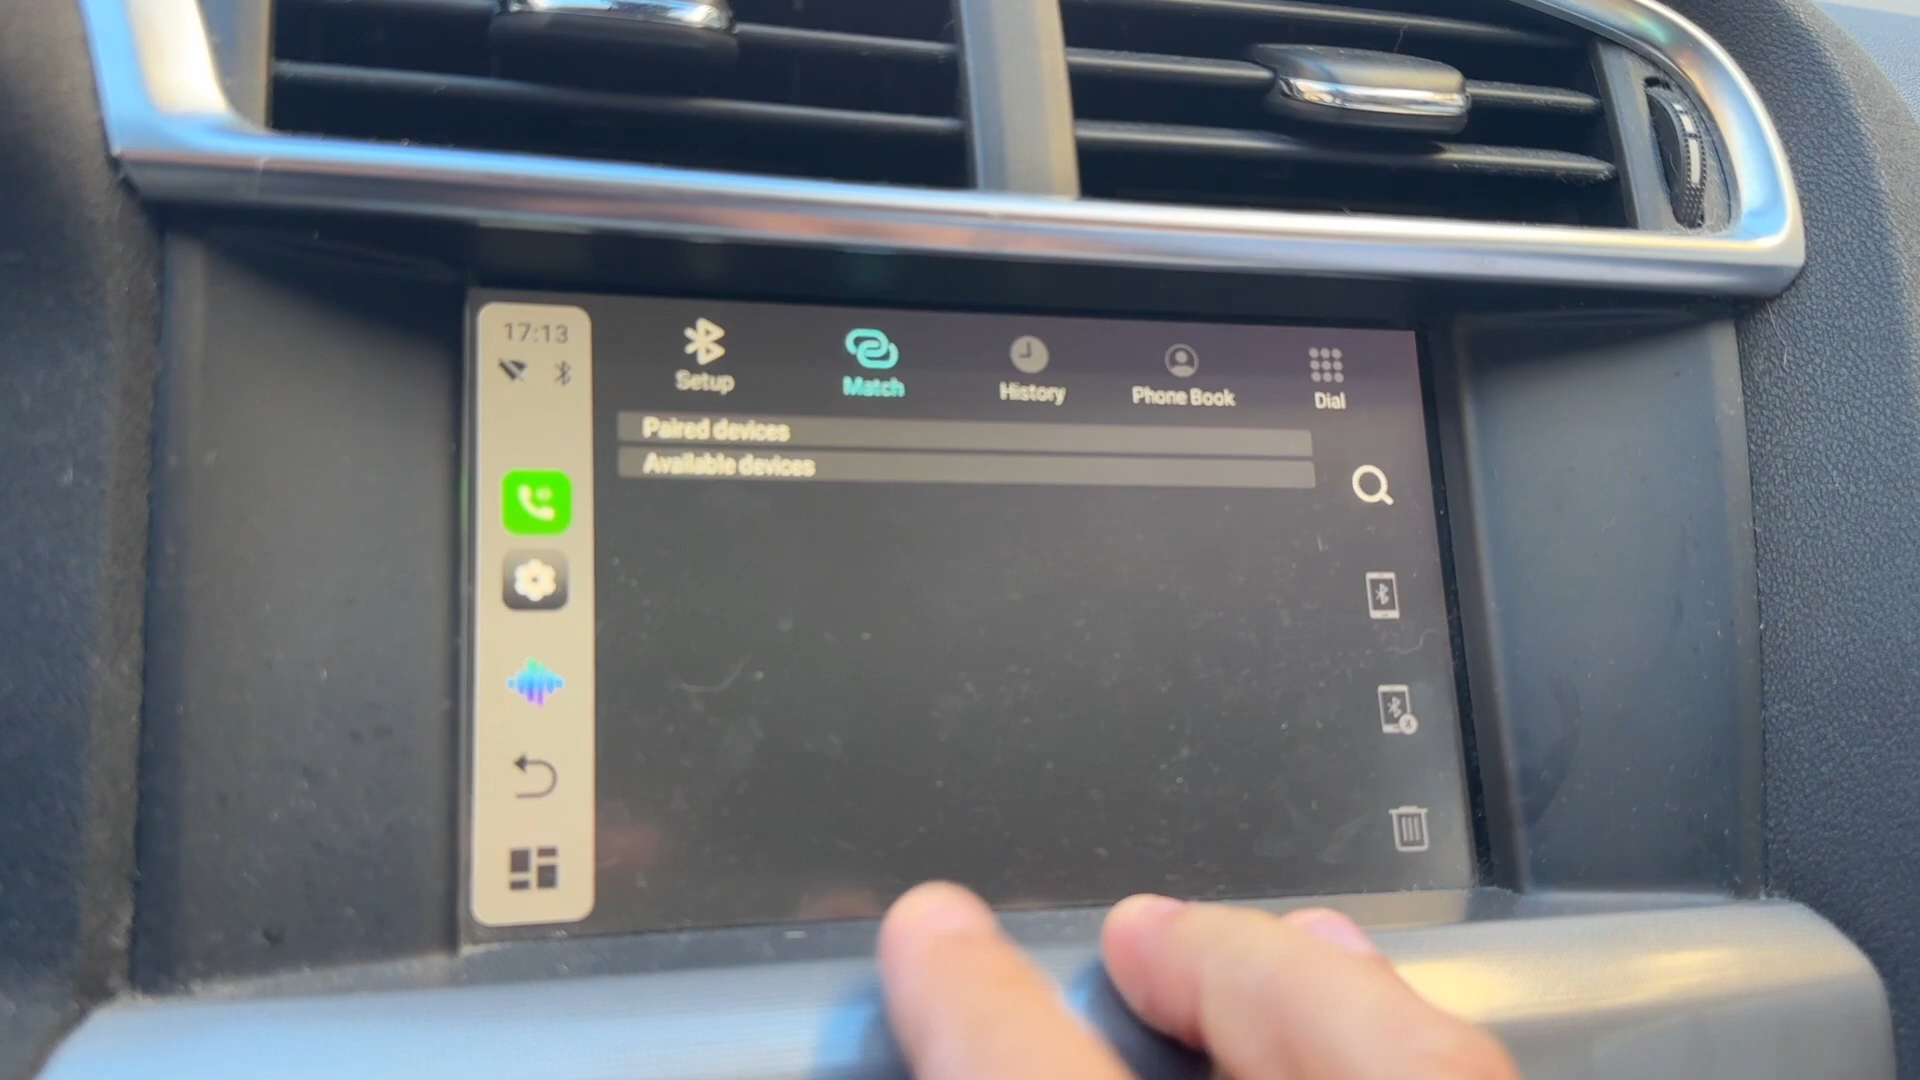 17:13
Setup
Match
History
Phone Book
Dial
Paired devices
Available devices